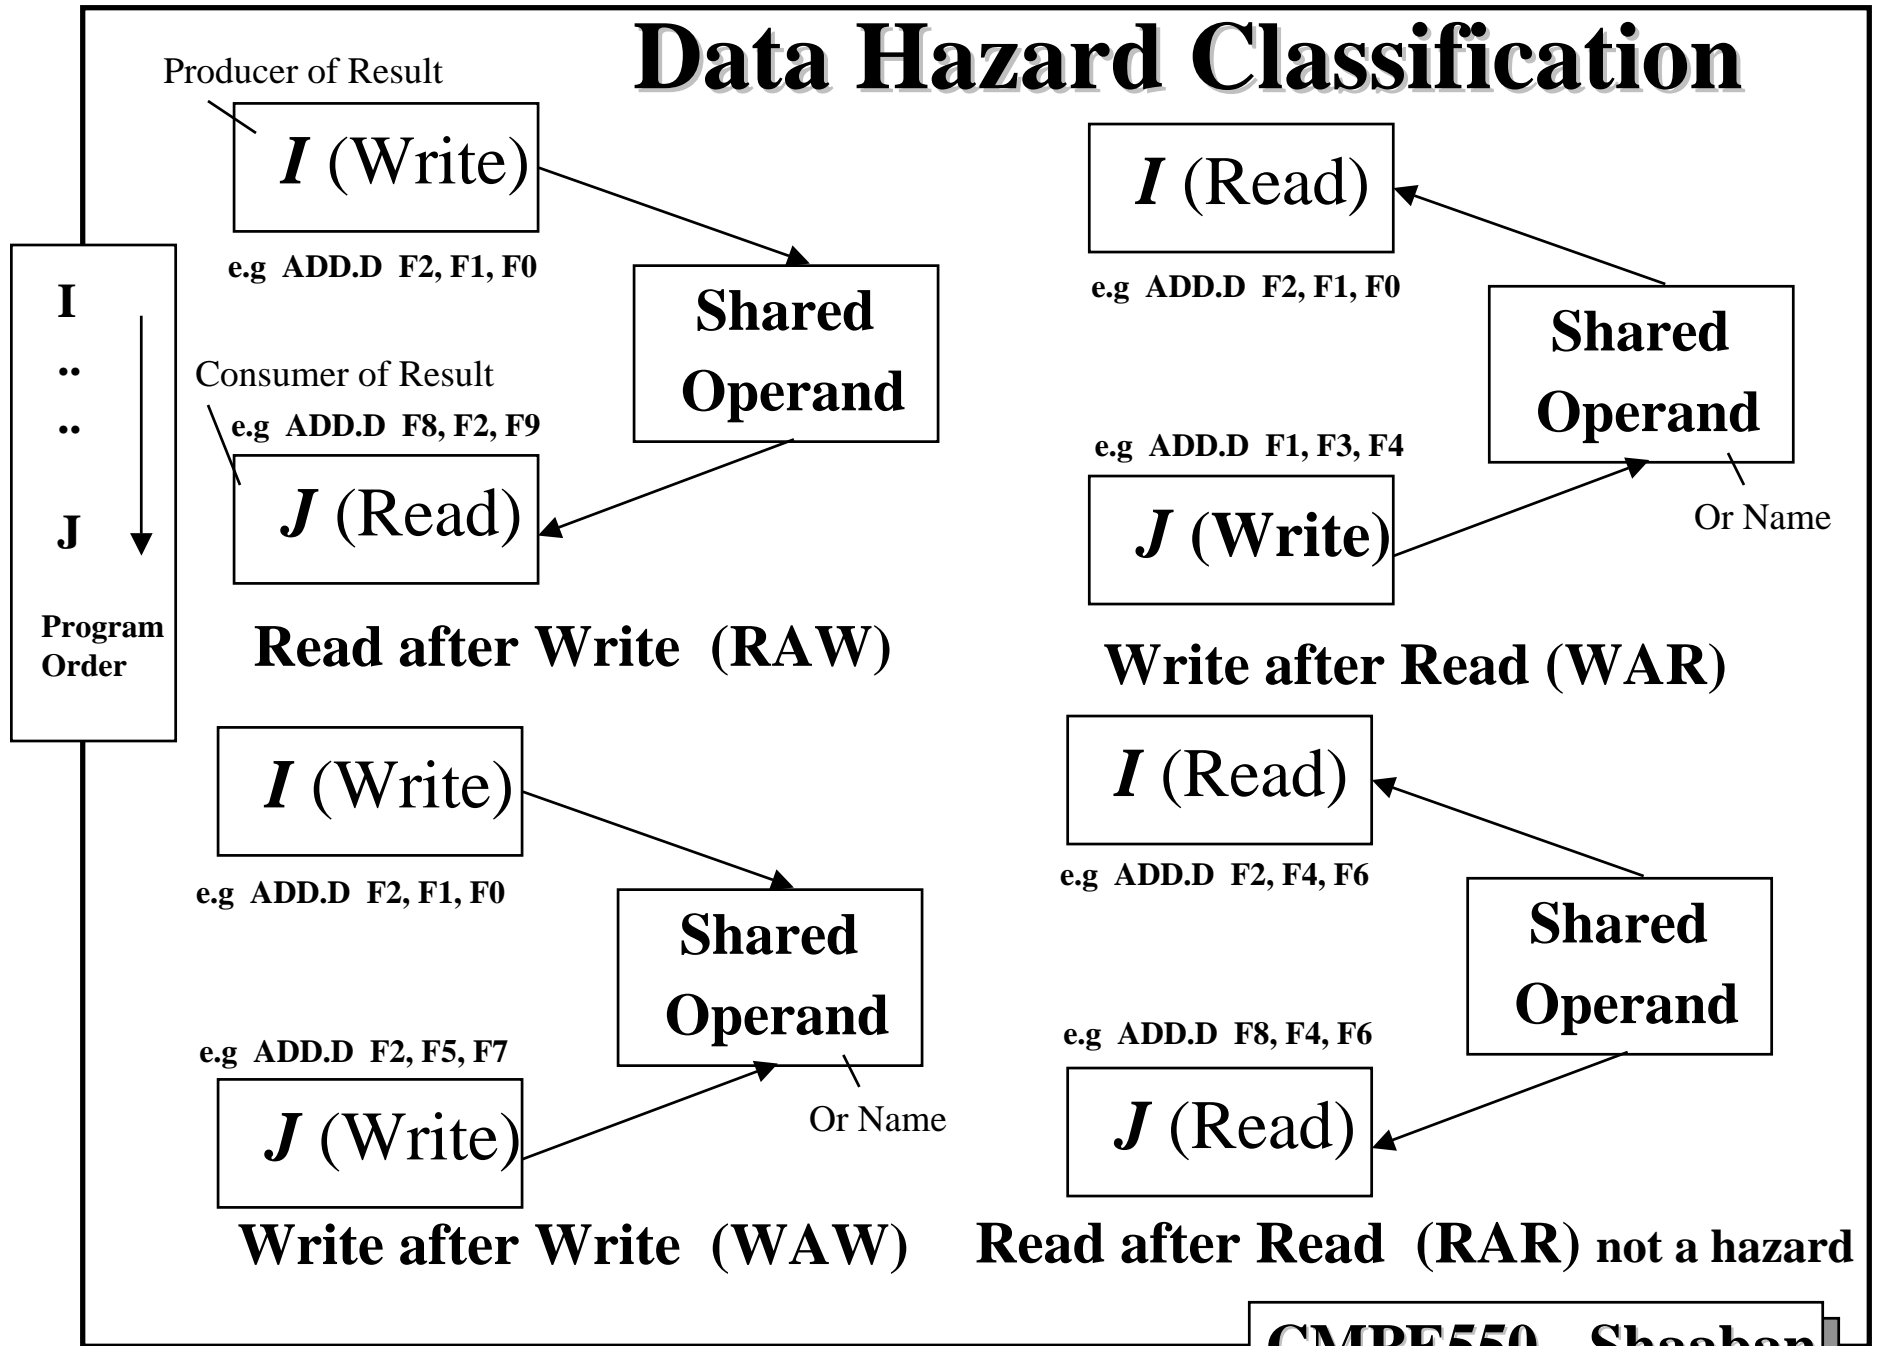 Data Hazard Classification
Producer of Result
I (Write)
e.g ADD.D F2, F1, F0
Shared
Operand
Consumer of Result
e.g ADD.D F8, F2, F9
J (Read)
Read after Write (RAW)
I
..
..
J
Program
Order
I (Read)
e.g ADD.D F2, F1, F0
Shared
Operand
Or Name
e.g ADD.D F1, F3, F4
J (Write)
Write after Read (WAR)
I (Write)
e.g ADD.D F2, F1, F0
Shared
Operand
Or Name
e.g ADD.D F2, F5, F7
J (Write)
Write after Write (WAW)
I (Read)
e.g ADD.D F2, F4, F6
Shared
Operand
e.g ADD.D F8, F4, F6
J (Read)
Read after Read (RAR) not a hazard
CMPE550 - Shaaban